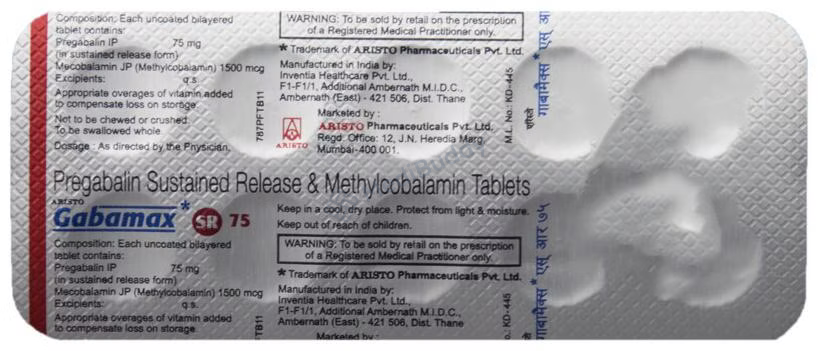 Composition: Each uncoated bilayered
tablet contains:
Pregabalin IP 75 mg
(in sustained release form)
Mecobalamin JP (Methylcobalamin) 1500 mcg
Excipients: q.s.
Appropriate overages of vitamin added
to compensate loss on storage.
Not to be chewed or crushed.
To be swallowed whole.
Dosage : As directed by the Physician.
787PFTB11
WARNING: To be sold by retail on the prescription
of a Registered Medical Practitioner only.
* Trademark of ARISTO Pharmaceuticals Pvt. Ltd.
Manufactured in India by:
Inventia Healthcare Pvt. Ltd.,
F1-F1/1, Additional Ambernath M.I.D.C.,
Ambernath (East) - 421 506, Dist. Thane
Marketed by :
ARISTO Pharmaceuticals Pvt. Ltd.
Regd. Office: 12, J.N. Heredia Marg,
Mumbai-400 001.
ARISTO
M.L. No.: KD-445
एरिस्टो
गाबामैक्स * एस् आर
Pregabalin Sustained Release & Methylcobalamin Tablets
ARISTO
Gabamax* SR 75
Keep in a cool, dry place. Protect from light & moisture.
Keep out of reach of children.
Composition: Each uncoated bilayered
tablet contains:
Pregabalin IP 75 mg
(in sustained release form)
Mecobalamin JP (Methylcobalamin) 1500 mcg
Excipients: q.s.
Appropriate overages of vitamin added
to compensate loss on storage.
TB11
WARNING: To be sold by retail on the prescription
of a Registered Medical Practitioner only.
* Trademark of ARISTO Pharmaceuticals Pvt. Ltd.
Manufactured in India by:
Inventia Healthcare Pvt. Ltd.,
F1-F1/1, Additional Ambernath M.I.D.C.,
Ambernath (East) - 421 506, Dist. Thane
Marketed by :
o.: KD-445
गाबामैक्स * एस् आर ७५